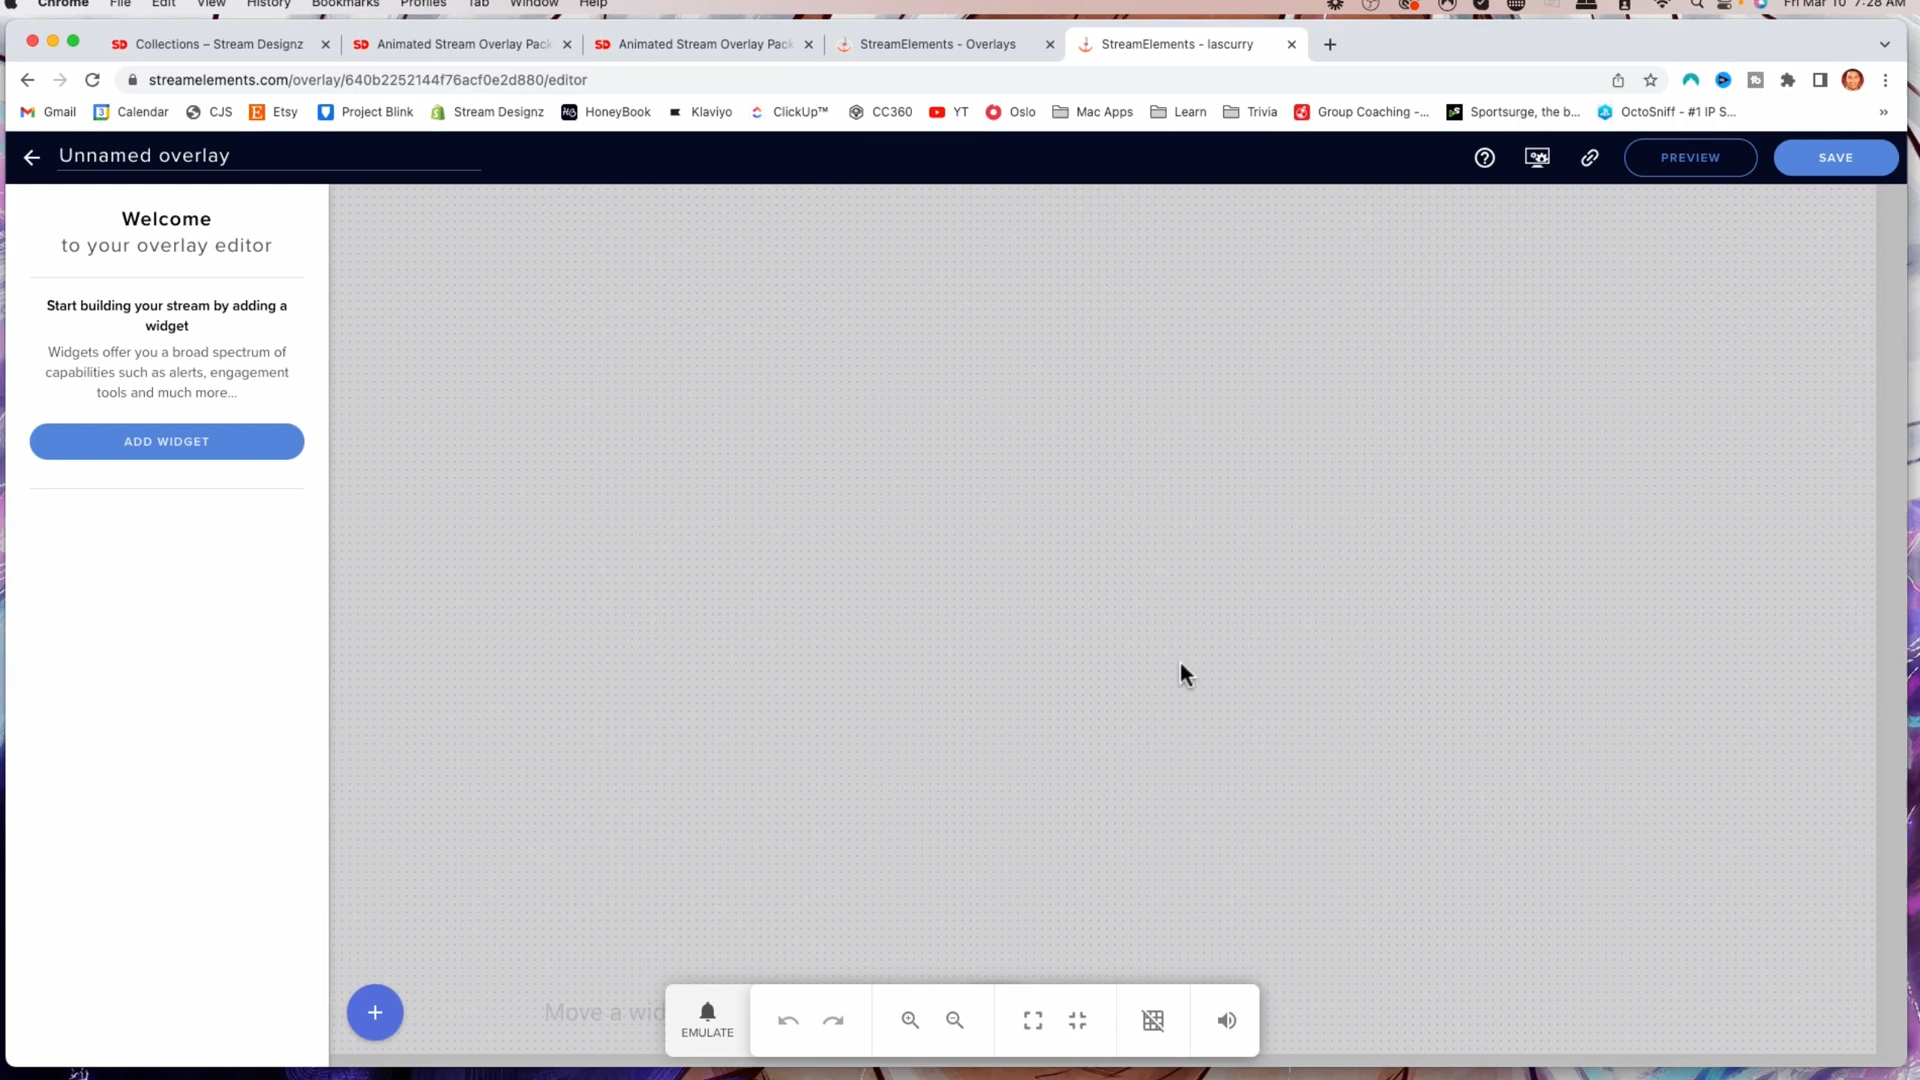 Chrome File Edit View History Bookmarks Profiles Tab Window Help Fri Mar 10 7:28 AM
SD Collections – Stream Designz SD Animated Stream Overlay Pack SD Animated Stream Overlay Pack StreamElements - Overlays StreamElements - lascurry
streamelements.com/overlay/640b2252144f76acf0e2d880/editor
Gmail 3 Calendar CJS E Etsy Project Blink Stream Designz HB HoneyBook Klaviyo ClickUp™ CC360 YT Oslo Mac Apps Learn Trivia Group Coaching -... Sportsurge, the b... OctoSniff - #1 IP S... »
Unnamed overlay PREVIEW SAVE
Welcome
to your overlay editor
Start building your stream by adding a
widget
Widgets offer you a broad spectrum of
capabilities such as alerts, engagement
tools and much more...
ADD WIDGET
Move a wid
EMULATE